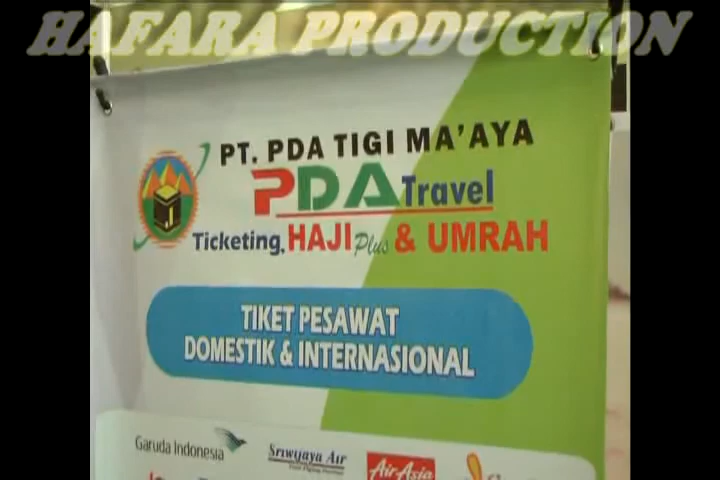 HAFARA PRODUCTION
PT. PDA TIGI MA'AYA
PDA Travel
Ticketing, HAJI Plus & UMRAH
TIKET PESAWAT
DOMESTIK & INTERNASIONAL
Garuda Indonesia
Sriwijaya Air
AirAsia